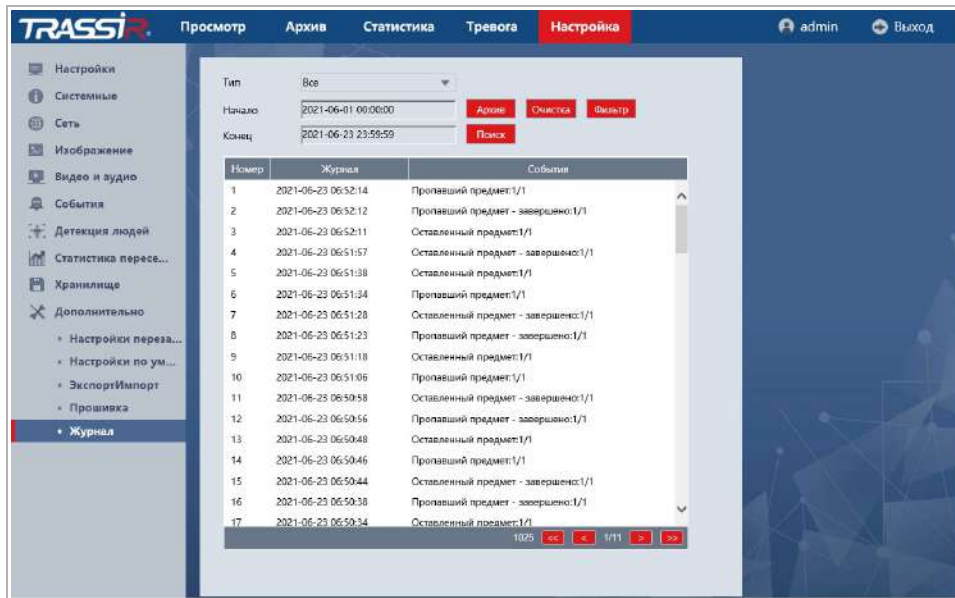 TRASSIR Просмотр Архив Статистика Тревога Настройка admin Выход
Настройки
Системные
Сеть
Изображение
Видео и аудио
События
Детекция людей
Статистика пересе...
Хранилище
Дополнительно
• Настройки переза...
• Настройки по ум...
• ЭкспортИмпорт
• Прошивка
• Журнал
Тип Все
Начало 2021-06-01 00:00:00 Архив Очистка Фильтр
Конец 2021-06-23 23:59:59 Поиск
Номер Журнал События
1 2021-06-23 06:52:14 Пропавший предмет:1/1
2 2021-06-23 06:52:12 Пропавший предмет - завершено:1/1
3 2021-06-23 06:52:11 Оставленный предмет:1/1
4 2021-06-23 06:51:57 Оставленный предмет - завершено:1/1
5 2021-06-23 06:51:38 Оставленный предмет:1/1
6 2021-06-23 06:51:34 Пропавший предмет:1/1
7 2021-06-23 06:51:28 Оставленный предмет - завершено:1/1
8 2021-06-23 06:51:23 Пропавший предмет - завершено:1/1
9 2021-06-23 06:51:18 Оставленный предмет:1/1
10 2021-06-23 06:51:06 Пропавший предмет:1/1
11 2021-06-23 06:50:58 Оставленный предмет - завершено:1/1
12 2021-06-23 06:50:56 Пропавший предмет - завершено:1/1
13 2021-06-23 06:50:48 Оставленный предмет:1/1
14 2021-06-23 06:50:46 Пропавший предмет:1/1
15 2021-06-23 06:50:44 Оставленный предмет - завершено:1/1
16 2021-06-23 06:50:38 Пропавший предмет - завершено:1/1
17 2021-06-23 06:50:34 Оставленный предмет:1/1
1025 << < 1/11 > >>